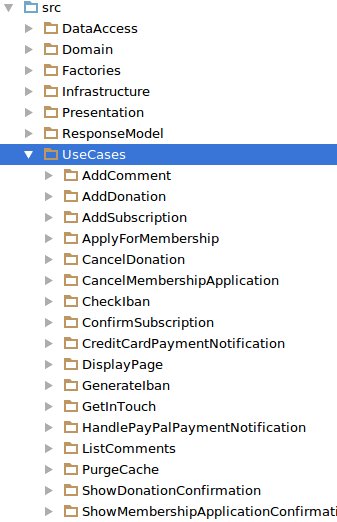 src
DataAccess
Domain
Factories
Infrastructure
Presentation
ResponseModel
UseCases
AddComment
AddDonation
AddSubscription
ApplyForMembership
CancelDonation
CancelMembershipApplication
CheckIban
ConfirmSubscription
CreditCardPaymentNotification
DisplayPage
GenerateIban
GetInTouch
HandlePayPalPaymentNotification
ListComments
PurgeCache
ShowDonationConfirmation
ShowMembershipApplicationConfirmati